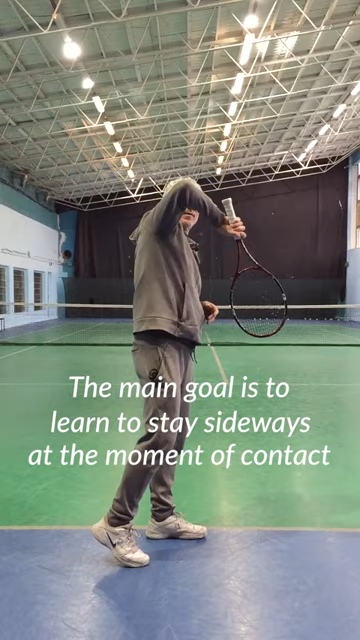 The main goal is to
learn to stay sideways
at the moment of contact